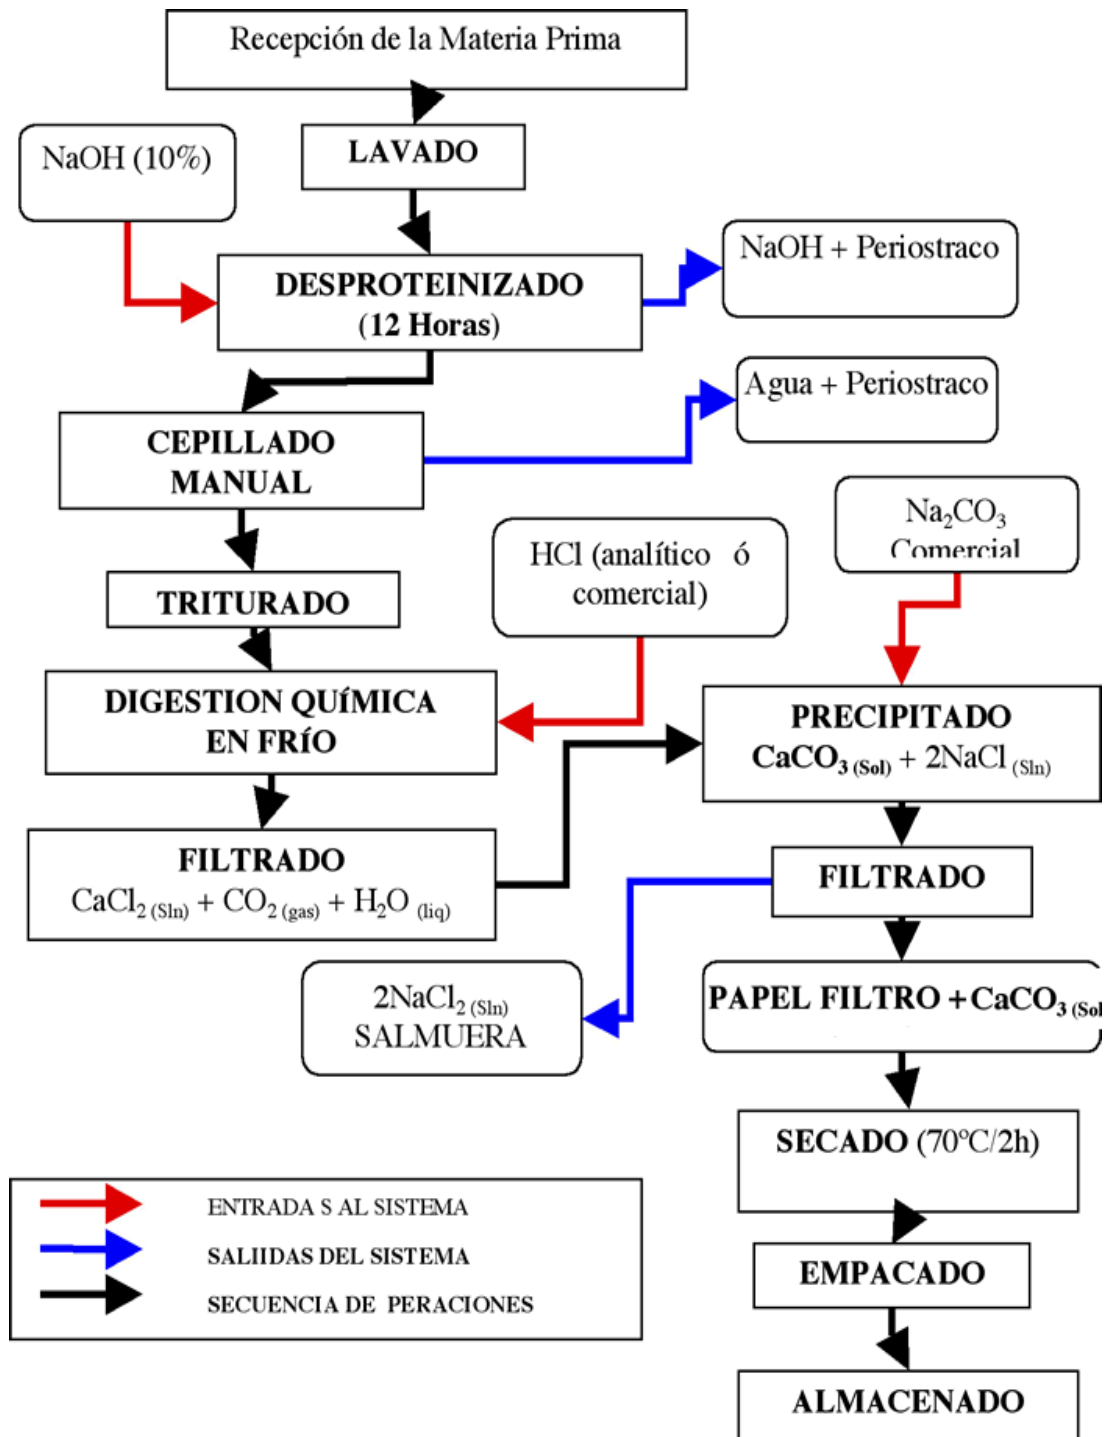 Recepción de la Materia Prima
LAVADO
NaOH (10%)
DESPROTEINIZADO
(12 Horas)
NaOH + Periostraco
Agua + Periostraco
CEPILLADO
MANUAL
TRITURADO
HCl (analítico ó
comercial)
Na₂CO₃
Comercial
DIGESTION QUÍMICA
EN FRÍO
PRECIPITADO
CaCO₃ (Sol) + 2NaCl (Sln)
FILTRADO
CaCl₂ (Sln) + CO₂ (gas) + H₂O (liq)
FILTRADO
2NaCl₂ (Sln)
SALMUERA
PAPEL FILTRO + CaCO₃ (Sol
SECADO (70ºC/2h)
EMPACADO
ALMACENADO
ENTRADA S AL SISTEMA
SALIIDAS DEL SISTEMA
SECUENCIA DE PERACIONES